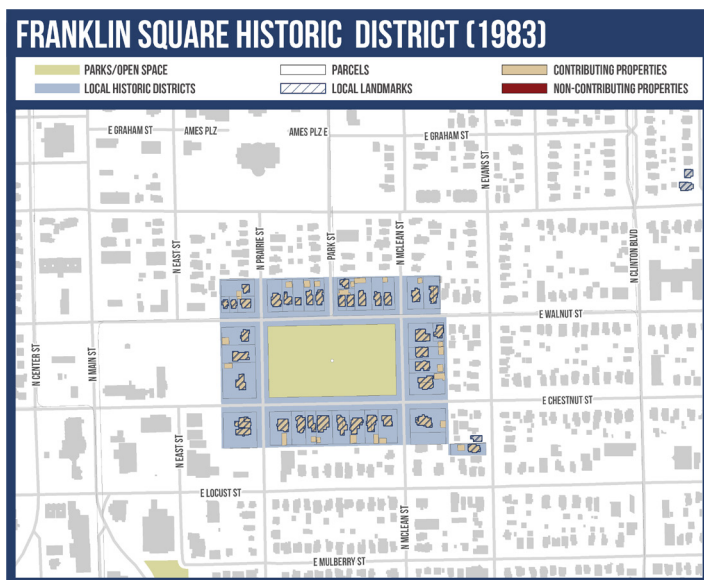 FRANKLIN SQUARE HISTORIC DISTRICT (1983)
PARKS/OPEN SPACE
PARCELS
CONTRIBUTING PROPERTIES
LOCAL HISTORIC DISTRICTS
LOCAL LANDMARKS
NON-CONTRIBUTING PROPERTIES
E GRAHAM ST
AMES PLZ
AMES PLZ E
E GRAHAM ST
N EVANS ST
N EAST ST
N PRAIRIE ST
PARK ST
N MCLEAN ST
N CLINTON BLVD
E WALNUT ST
N CENTER ST
N MAIN ST
E CHESTNUT ST
N EAST ST
E LOCUST ST
N MCLEAN ST
E MULBERRY ST